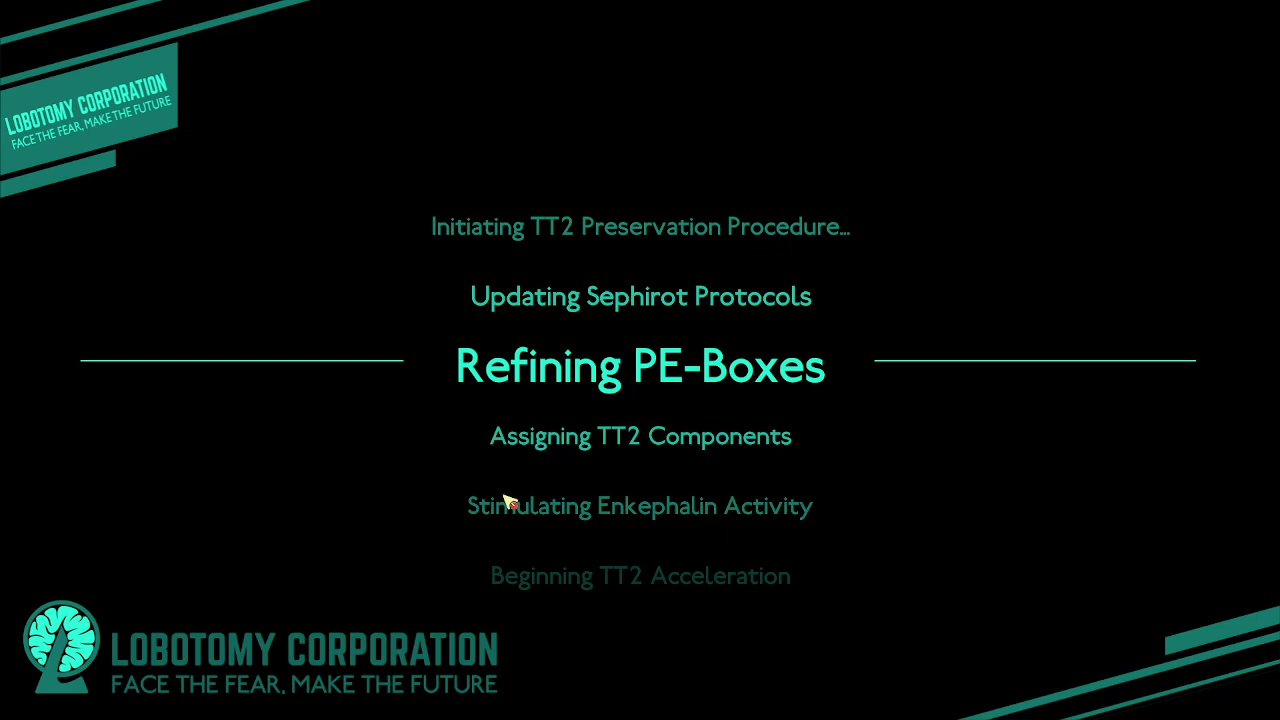 LOBOTOMY CORPORATION
FACE THE FEAR, MAKE THE FUTURE
Initiating TT2 Preservation Procedure...
Updating Sephirot Protocols
Refining PE-Boxes
Assigning TT2 Components
Stimulating Enkephalin Activity
Beginning TT2 Acceleration
LOBOTOMY CORPORATION
FACE THE FEAR, MAKE THE FUTURE